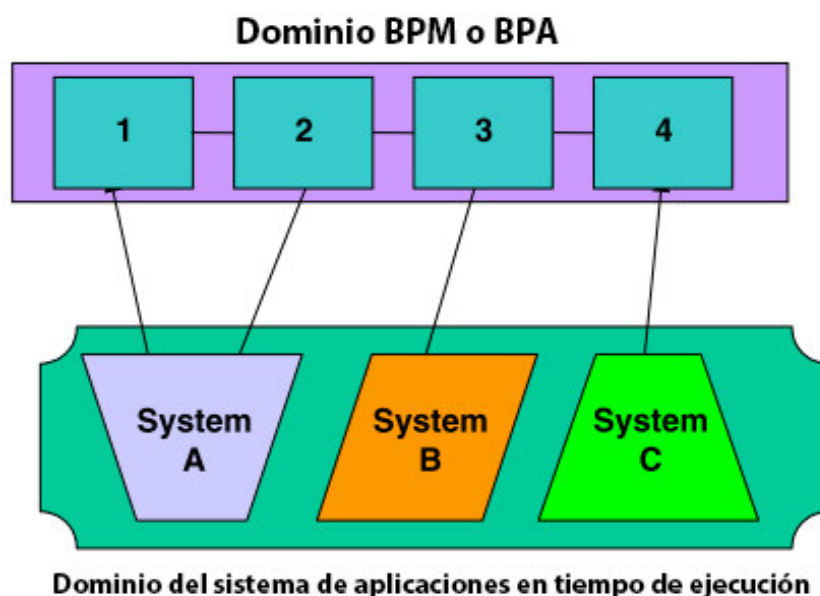 Dominio BPM o BPA
1 2 3 4
System System System
A B C
Dominio del sistema de aplicaciones en tiempo de ejecución